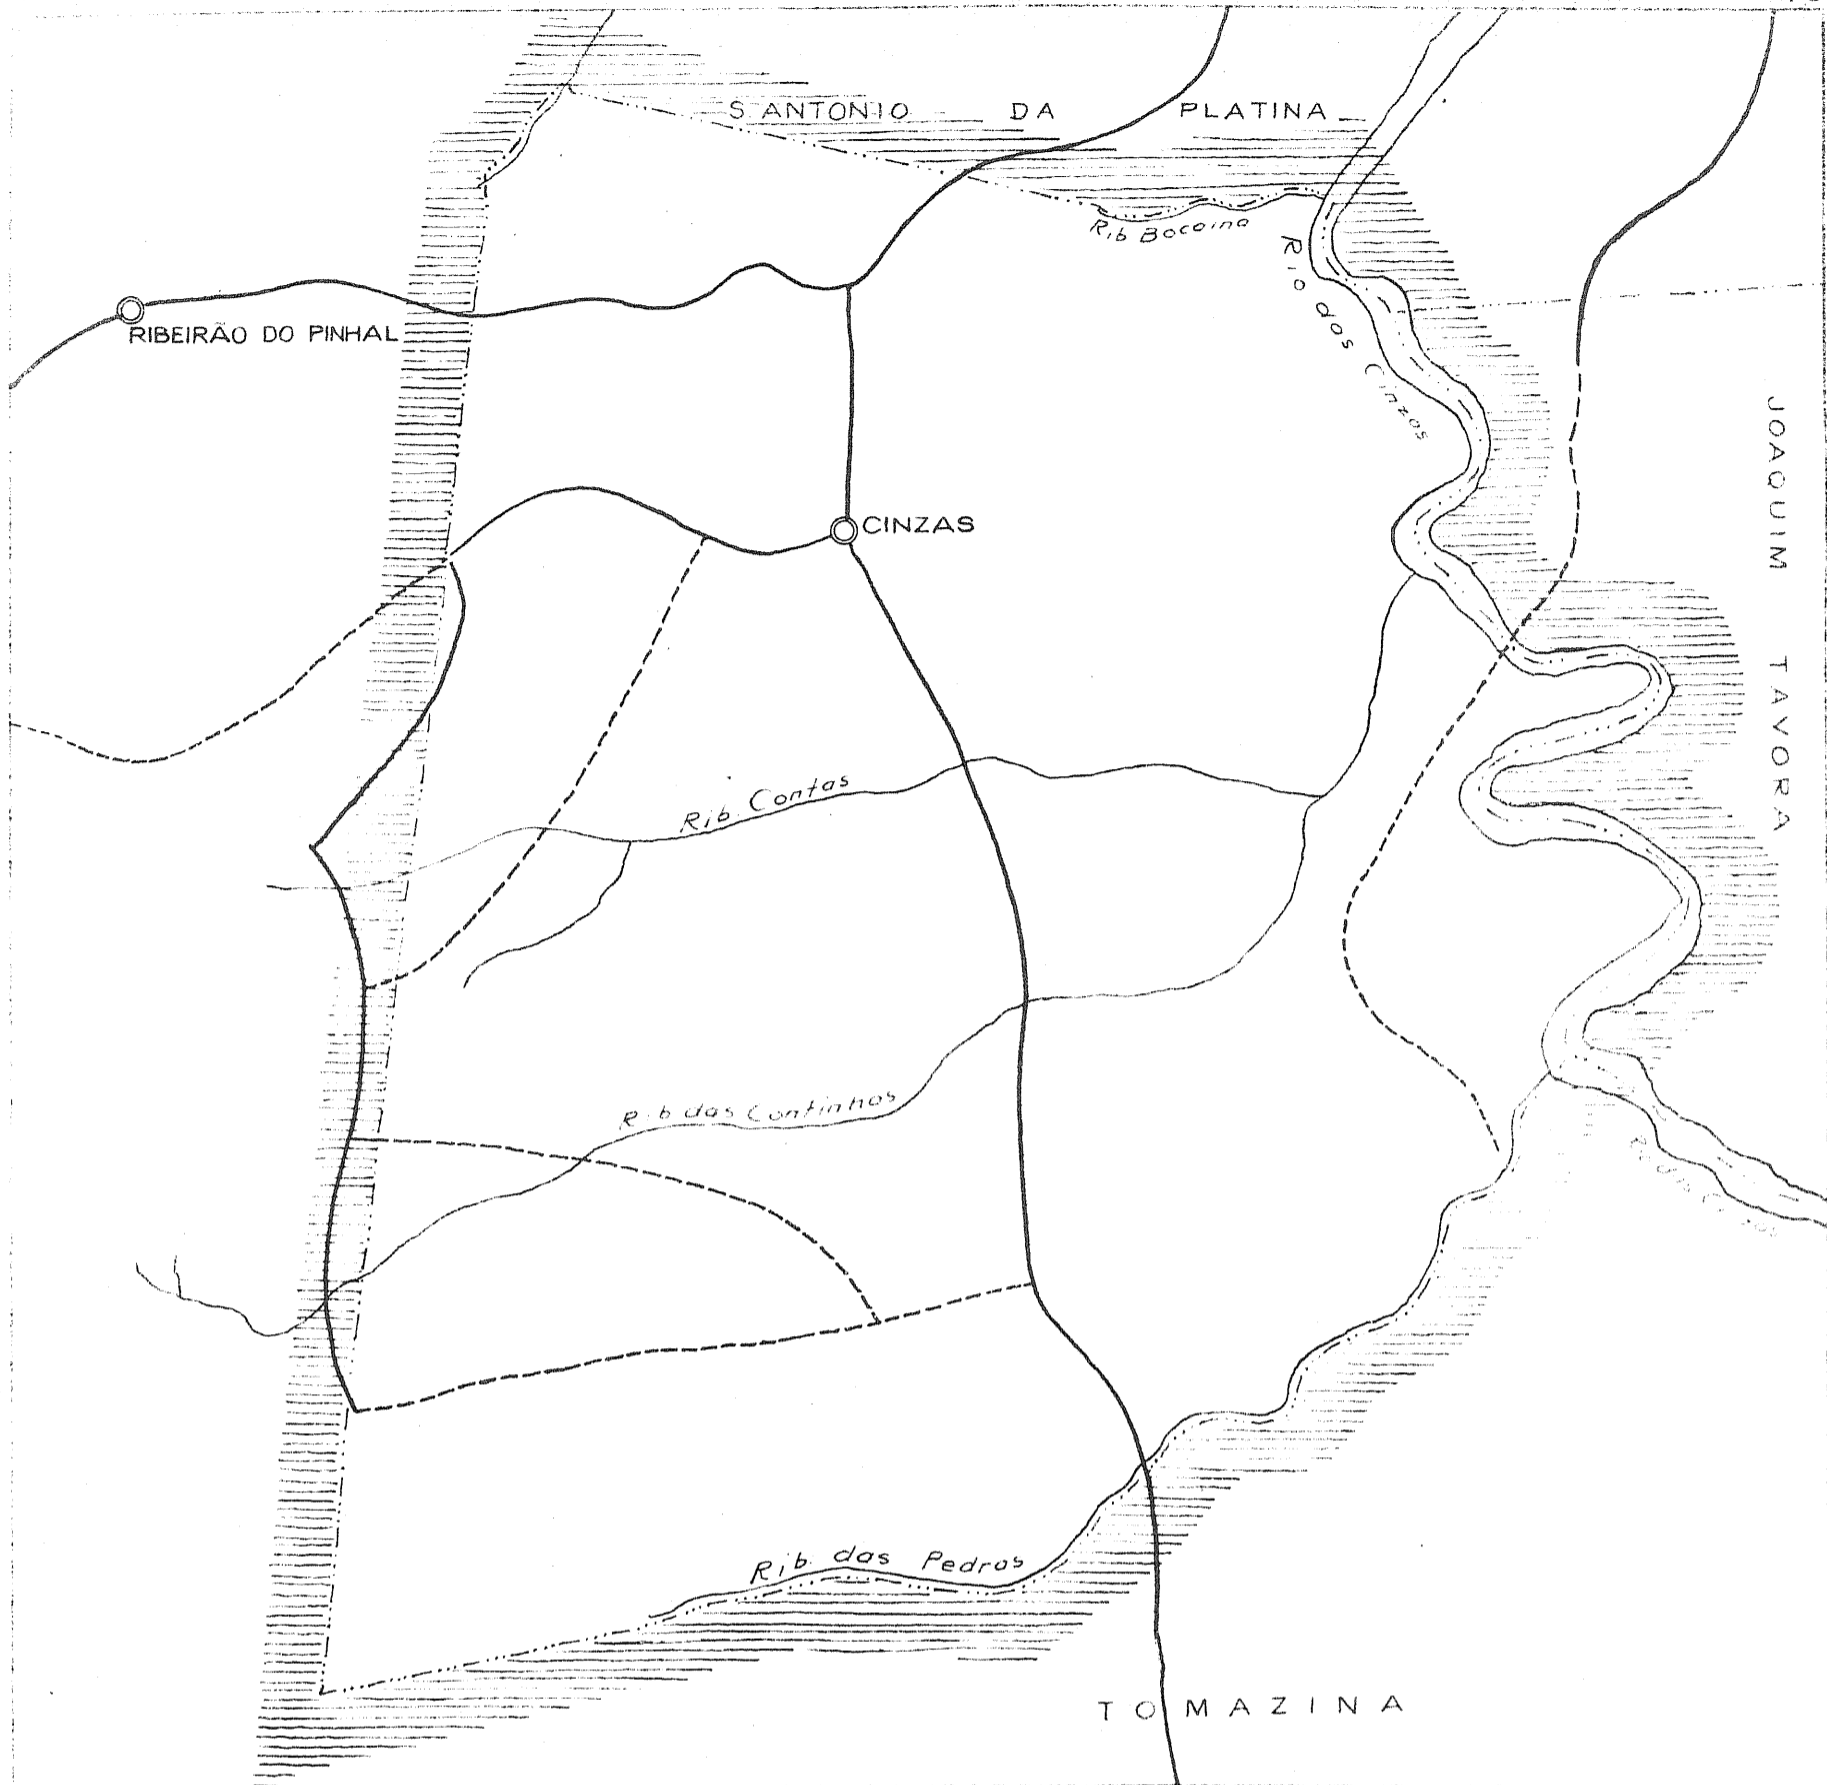 S. ANTONIO DA PLATINA
Rib Bocaina
Rio dos Cinzas
RIBEIRÃO DO PINHAL
JOAQUIM TAVORA
CINZAS
Rib. Contas
Rib das Continhas
Rib. das Pedras
TOMAZINA